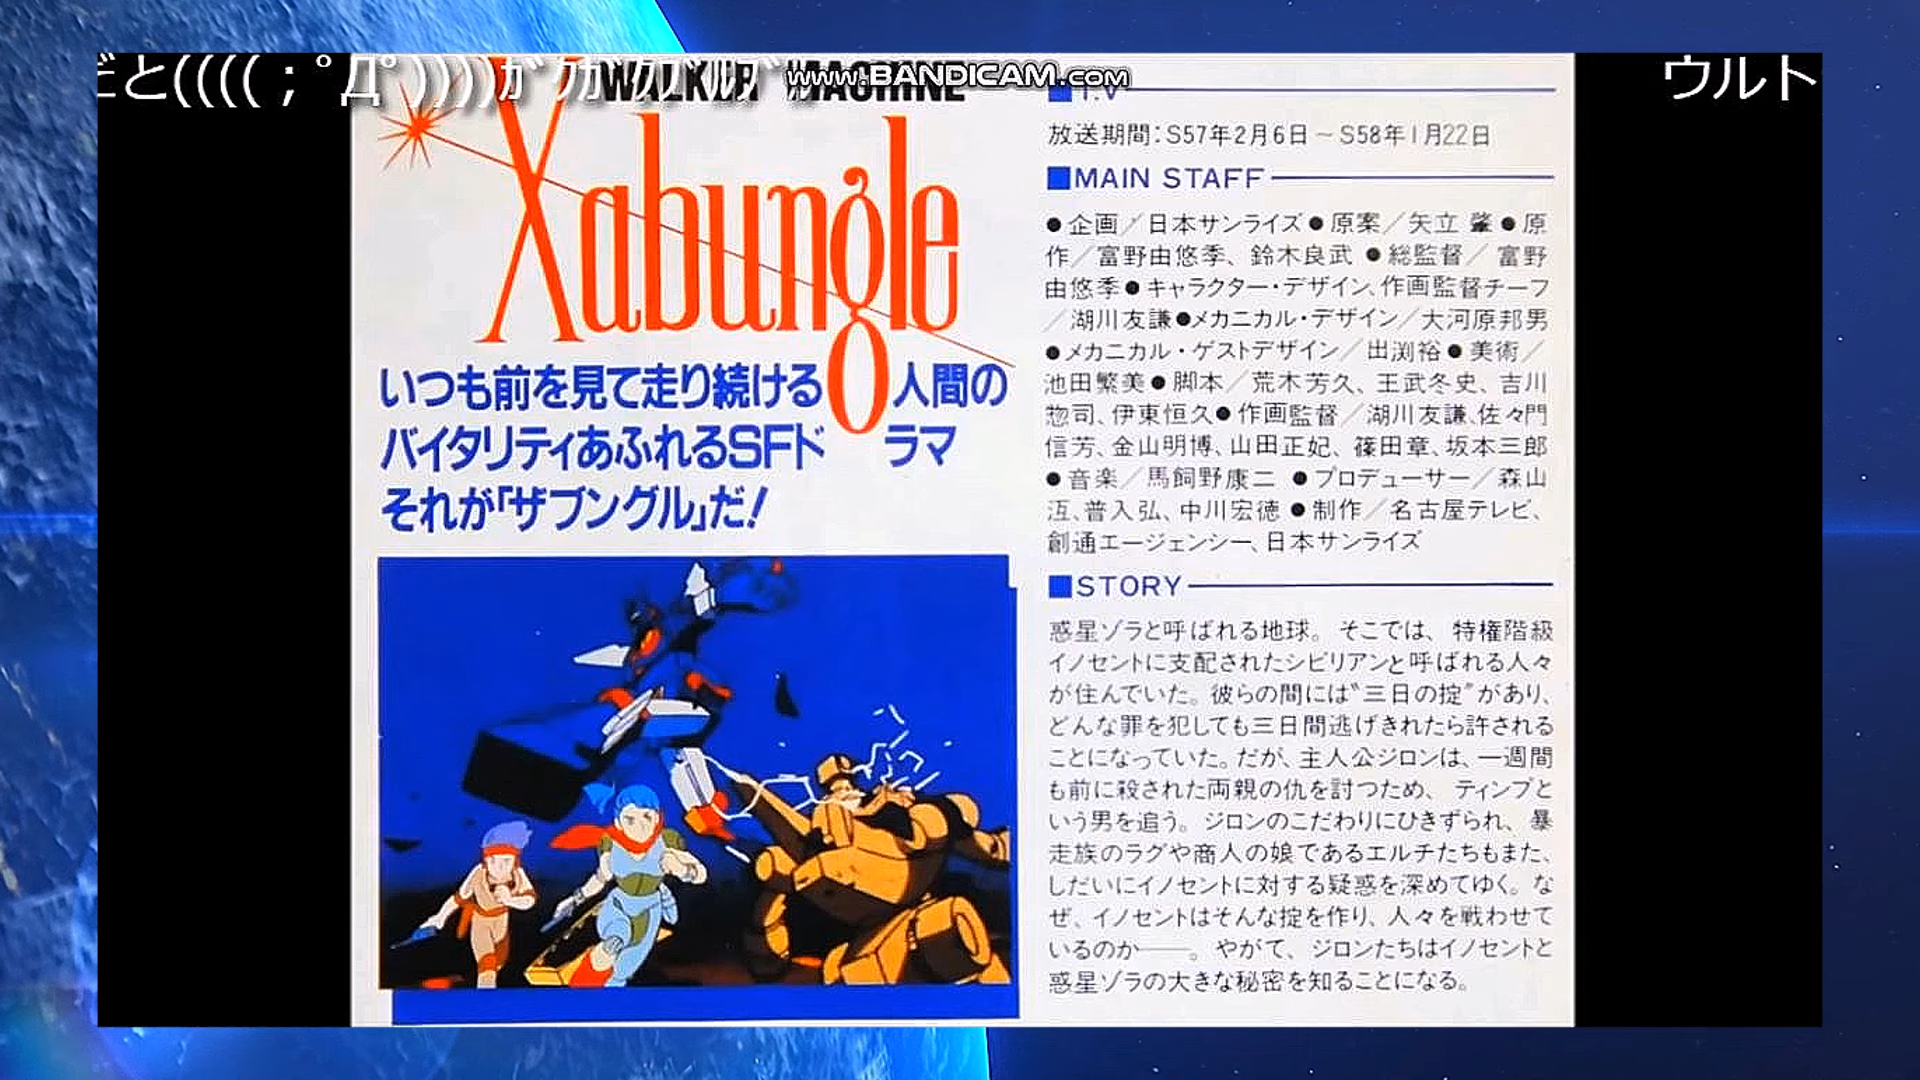 だと((((；ﾟДﾟ))))ｶﾞｸｶﾞｸﾌﾞﾙﾌﾞﾙ
www.BANDICAM.com
ウルト
WALKER MACHINE
Xabungle
いつも前を見て走り続ける人間の
バイタリティあふれるSFドラマ
それが「ザブングル」だ!
■T.V
放送期間:S57年2月6日~S58年1月22日
■MAIN STAFF
●企画/日本サンライズ●原案/矢立 肇●原
作/富野由悠季、鈴木良武 ●総監督/富野
由悠季●キャラクター・デザイン、作画監督チーフ
/湖川友謙●メカニカル・デザイン/大河原邦男
●メカニカル・ゲストデザイン/出渕裕●美術/
池田繁美●脚本/荒木芳久、王武冬史、吉川
惣司、伊東恒久●作画監督/湖川友謙、佐々門
信芳、金山明博、山田正妃、篠田章、坂本三郎
●音楽/馬飼野康二 ●プロデューサー/森山
冱、普入弘、中川宏徳 ●制作/名古屋テレビ、
創通エージェンシー、日本サンライズ
■STORY
惑星ゾラと呼ばれる地球。そこでは、特権階級
イノセントに支配されたシビリアンと呼ばれる人々
が住んでいた。彼らの間には"三日の掟"があり、
どんな罪を犯しても三日間逃げきれたら許される
ことになっていた。だが、主人公ジロンは、一週間
も前に殺された両親の仇を討つため、ティンプと
いう男を追う。ジロンのこだわりにひきずられ、暴
走族のラグや商人の娘であるエルチたちもまた、
しだいにイノセントに対する疑惑を深めてゆく。な
ぜ、イノセントはそんな掟を作り、人々を戦わせて
いるのか——。やがて、ジロンたちはイノセントと
惑星ゾラの大きな秘密を知ることになる。